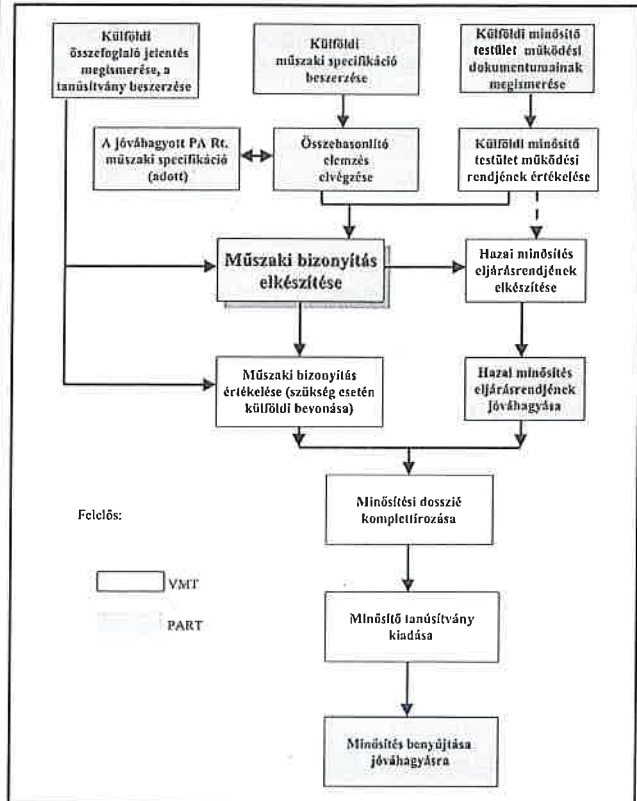 Külföldi
összefoglaló jelentés
megismerése, a
tanúsítvány beszerzése
Külföldi
műszaki specifikáció
beszerzése
Külföldi minősítő
testület működési
dokumentumainak
megismerése
A jóváhagyott PA Rt.
műszaki specifikáció
(adott)
Összehasonlító
elemzés
elvégzése
Külföldi minősítő
testület működési
rendjének értékelése
Műszaki bizonyítás
elkészítése
Hazai minősítés
eljárásrendjének
elkészítése
Műszaki bizonyítás
értékelése (szükség esetén
külföldi bevonása)
Hazai minősítés
eljárásrendjének
jóváhagyása
Minősítési dosszié
komplettírozása
Felelős:
VMT
PART
Minősítő tanúsítvány
kiadása
Minősítés benyújtása
jóváhagyásra